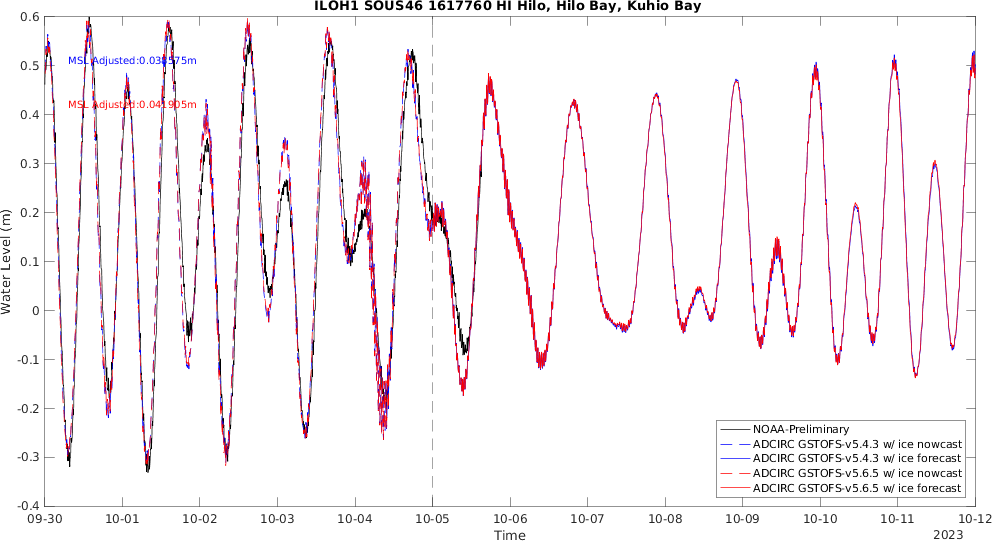 ILOH1 SOUS46 1617760 HI Hilo, Hilo Bay, Kuhio Bay
0.6
0.5
0.4
0.3
0.2
0.1
0
-0.1
-0.2
-0.3
-0.4
Water Level (m)
MSL Adjusted:0.038575m
MSL Adjusted:0.041905m
NOAA-Preliminary
ADCIRC GSTOFS-v5.4.3 w/ ice nowcast
ADCIRC GSTOFS-v5.4.3 w/ ice forecast
ADCIRC GSTOFS-v5.6.5 w/ ice nowcast
ADCIRC GSTOFS-v5.6.5 w/ ice forecast
09-30 10-01 10-02 10-03 10-04 10-05 10-06 10-07 10-08 10-09 10-10 10-11 10-12
Time
2023